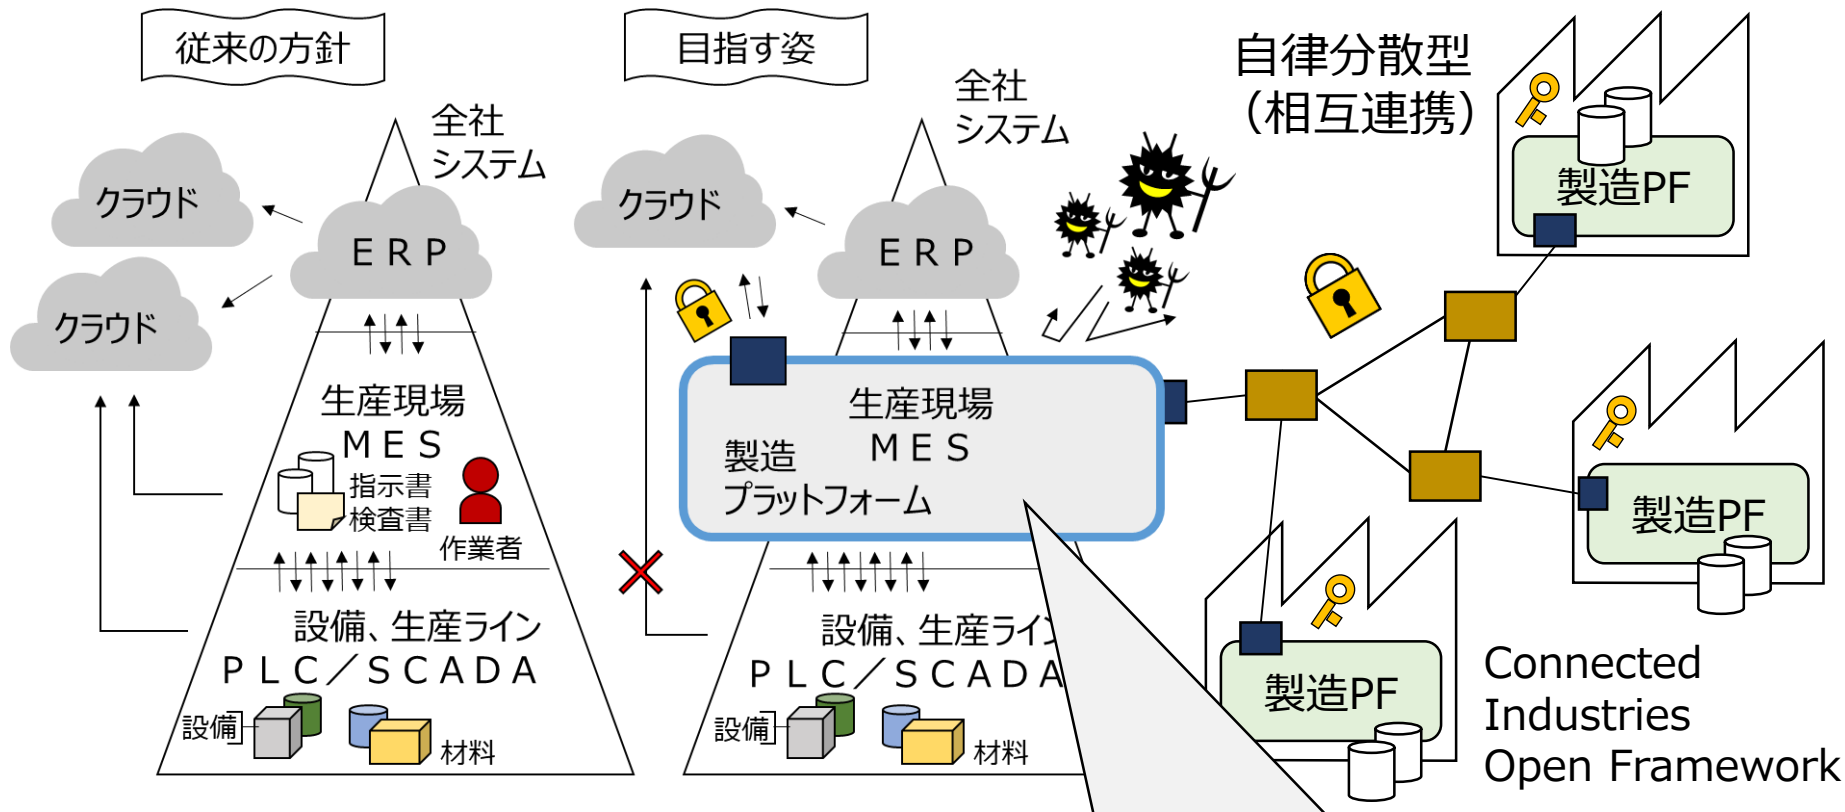 従来の方針
全社
システム
クラウド
クラウド
ＥＲＰ
生産現場
ＭＥＳ
指示書
検査書
作業者
設備、生産ライン
ＰＬＣ／ＳＣＡＤＡ
設備
材料
目指す姿
全社
システム
クラウド
ＥＲＰ
生産現場
ＭＥＳ
製造
プラットフォーム
設備、生産ライン
ＰＬＣ／ＳＣＡＤＡ
設備
材料
自律分散型
（相互連携）
製造PF
製造PF
製造PF
Connected
Industries
Open Framework